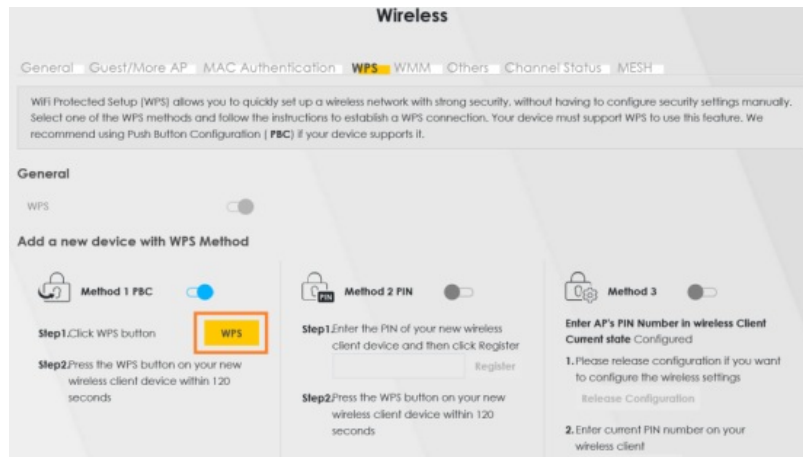 Wireless
General Guest/More AP MAC Authentication WPS WMM Others Channel Status MESH
WiFi Protected Setup (WPS) allows you to quickly set up a wireless network with strong security, without having to configure security settings manually.
Select one of the WPS methods and follow the instructions to establish a WPS connection. Your device must support WPS to use this feature. We
recommend using Push Button Configuration ( PBC) if your device supports it.
General
WPS
Add a new device with WPS Method
Method 1 PBC
Step1.Click WPS button
WPS
Step2.Press the WPS button on your new
wireless client device within 120
seconds
PIN
Method 2 PIN
Step1.Enter the PIN of your new wireless
client device and then click Register
Register
Step2.Press the WPS button on your new
wireless client device within 120
seconds
Method 3
Enter AP's PIN Number in wireless Client
Current state Configured
1.Please release configuration if you want
to configure the wireless settings
Release Configuration
2.Enter current PIN number on your
wireless client